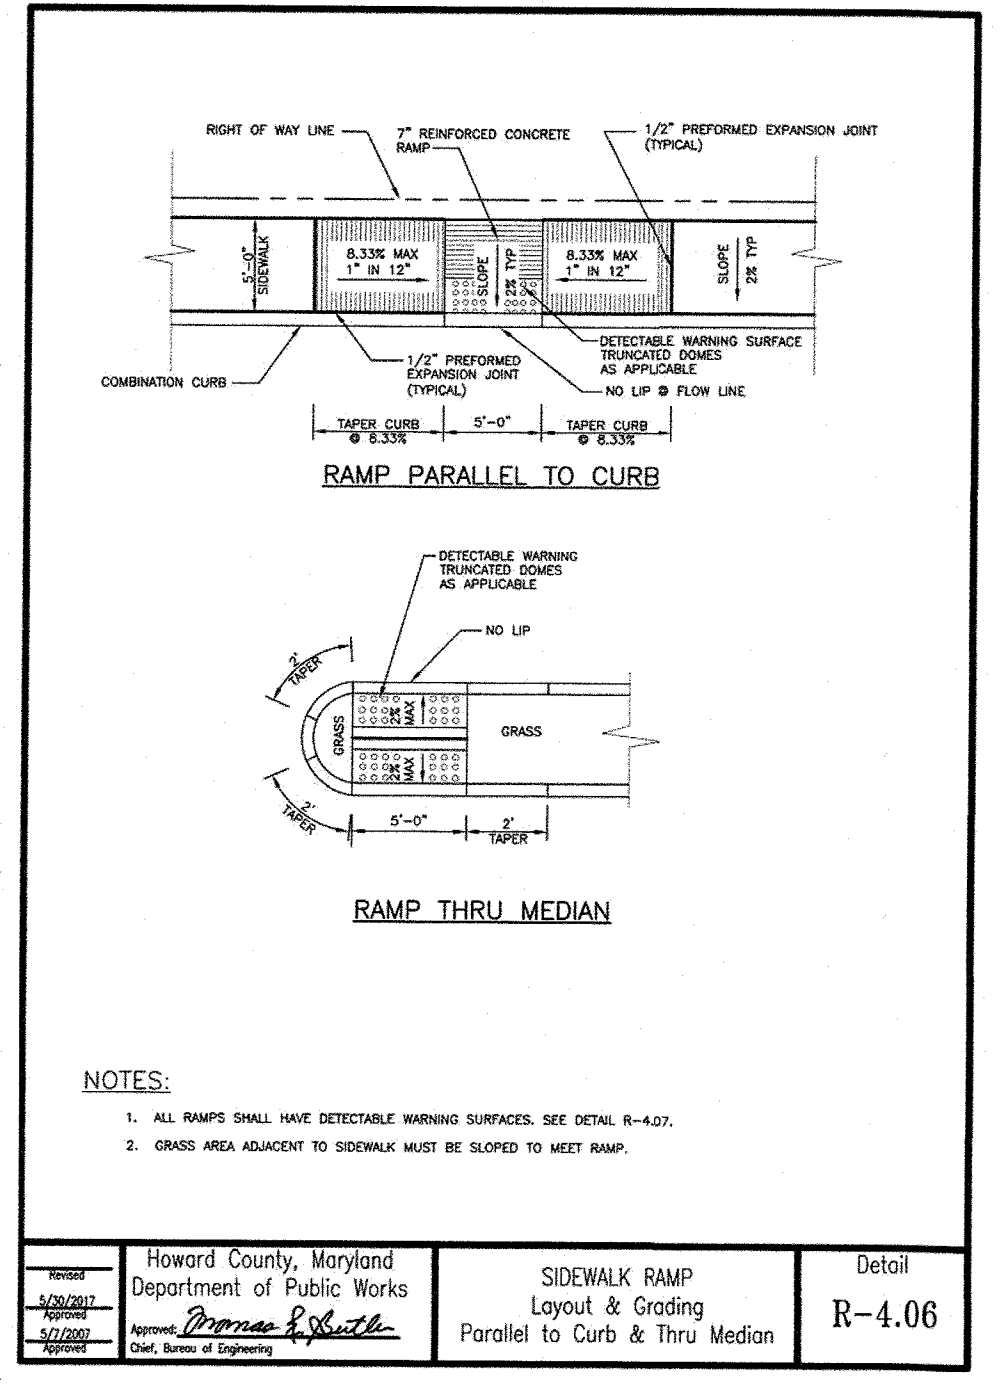 RIGHT OF WAY LINE
7" REINFORCED CONCRETE
RAMP
1/2" PREFORMED EXPANSION JOINT
(TYPICAL)
5'-0"
SIDEWALK
8.33% MAX
1" IN 12"
SLOPE
2% TYP
8.33% MAX
1" IN 12"
SLOPE
2% TYP
DETECTABLE WARNING SURFACE
TRUNCATED DOMES
AS APPLICABLE
1/2" PREFORMED
EXPANSION JOINT
(TYPICAL)
COMBINATION CURB
NO LIP @ FLOW LINE
TAPER CURB
@ 8.33%
5'-0"
TAPER CURB
@ 8.33%
RAMP PARALLEL TO CURB
DETECTABLE WARNING
TRUNCATED DOMES
AS APPLICABLE
NO LIP
2'
TAPER
GRASS
2%
MAX
GRASS
2%
MAX
2'
TAPER
5'-0"
2'
TAPER
RAMP THRU MEDIAN
NOTES:
1. ALL RAMPS SHALL HAVE DETECTABLE WARNING SURFACES. SEE DETAIL R-4.07.
2. GRASS AREA ADJACENT TO SIDEWALK MUST BE SLOPED TO MEET RAMP.
Revised
5/30/2017
Approved
5/7/2007
Approved
Howard County, Maryland
Department of Public Works
Approved: Thomas E. Butler
Chief, Bureau of Engineering
SIDEWALK RAMP
Layout & Grading
Parallel to Curb & Thru Median
Detail
R-4.06